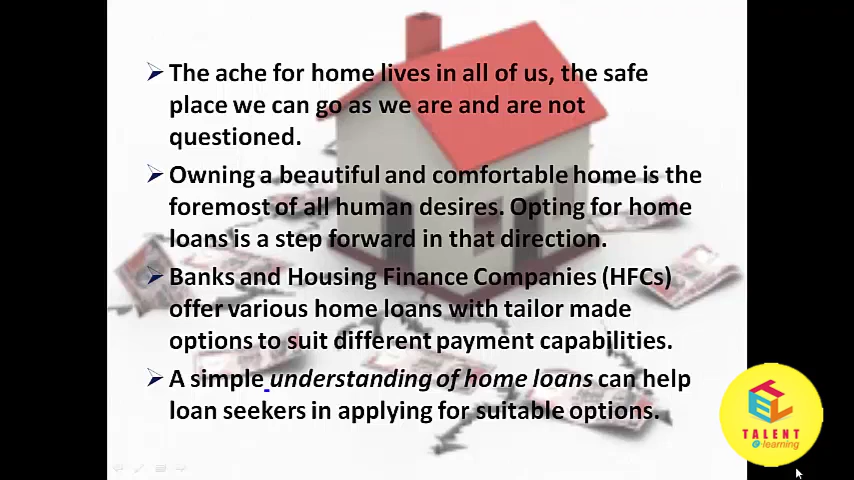 The ache for home lives in all of us, the safe
place we can go as we are and are not
questioned.
Owning a beautiful and comfortable home is the
foremost of all human desires. Opting for home
loans is a step forward in that direction.
Banks and Housing Finance Companies (HFCs)
offer various home loans with tailor made
options to suit different payment capabilities.
A simple understanding of home loans can help
loan seekers in applying for suitable options.
TEL
TALENT
e-learning